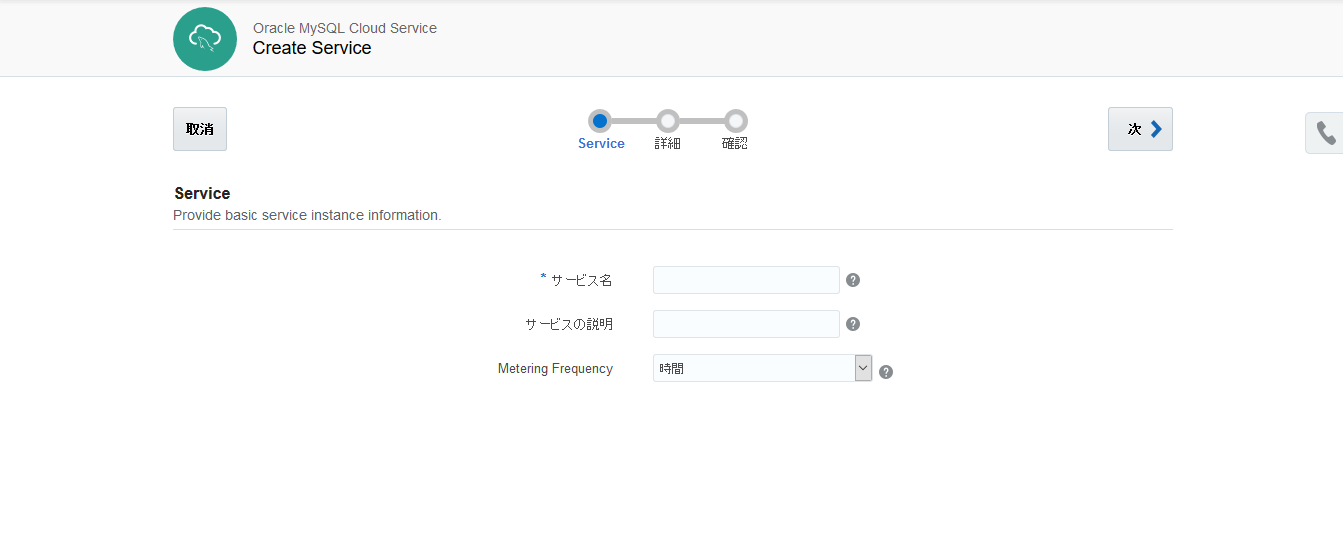 Oracle MySQL Cloud Service
Create Service
取消
次
Service
詳細
確認
Service
Provide basic service instance information.
* サービス名
?
サービスの説明
?
Metering Frequency
時間
?